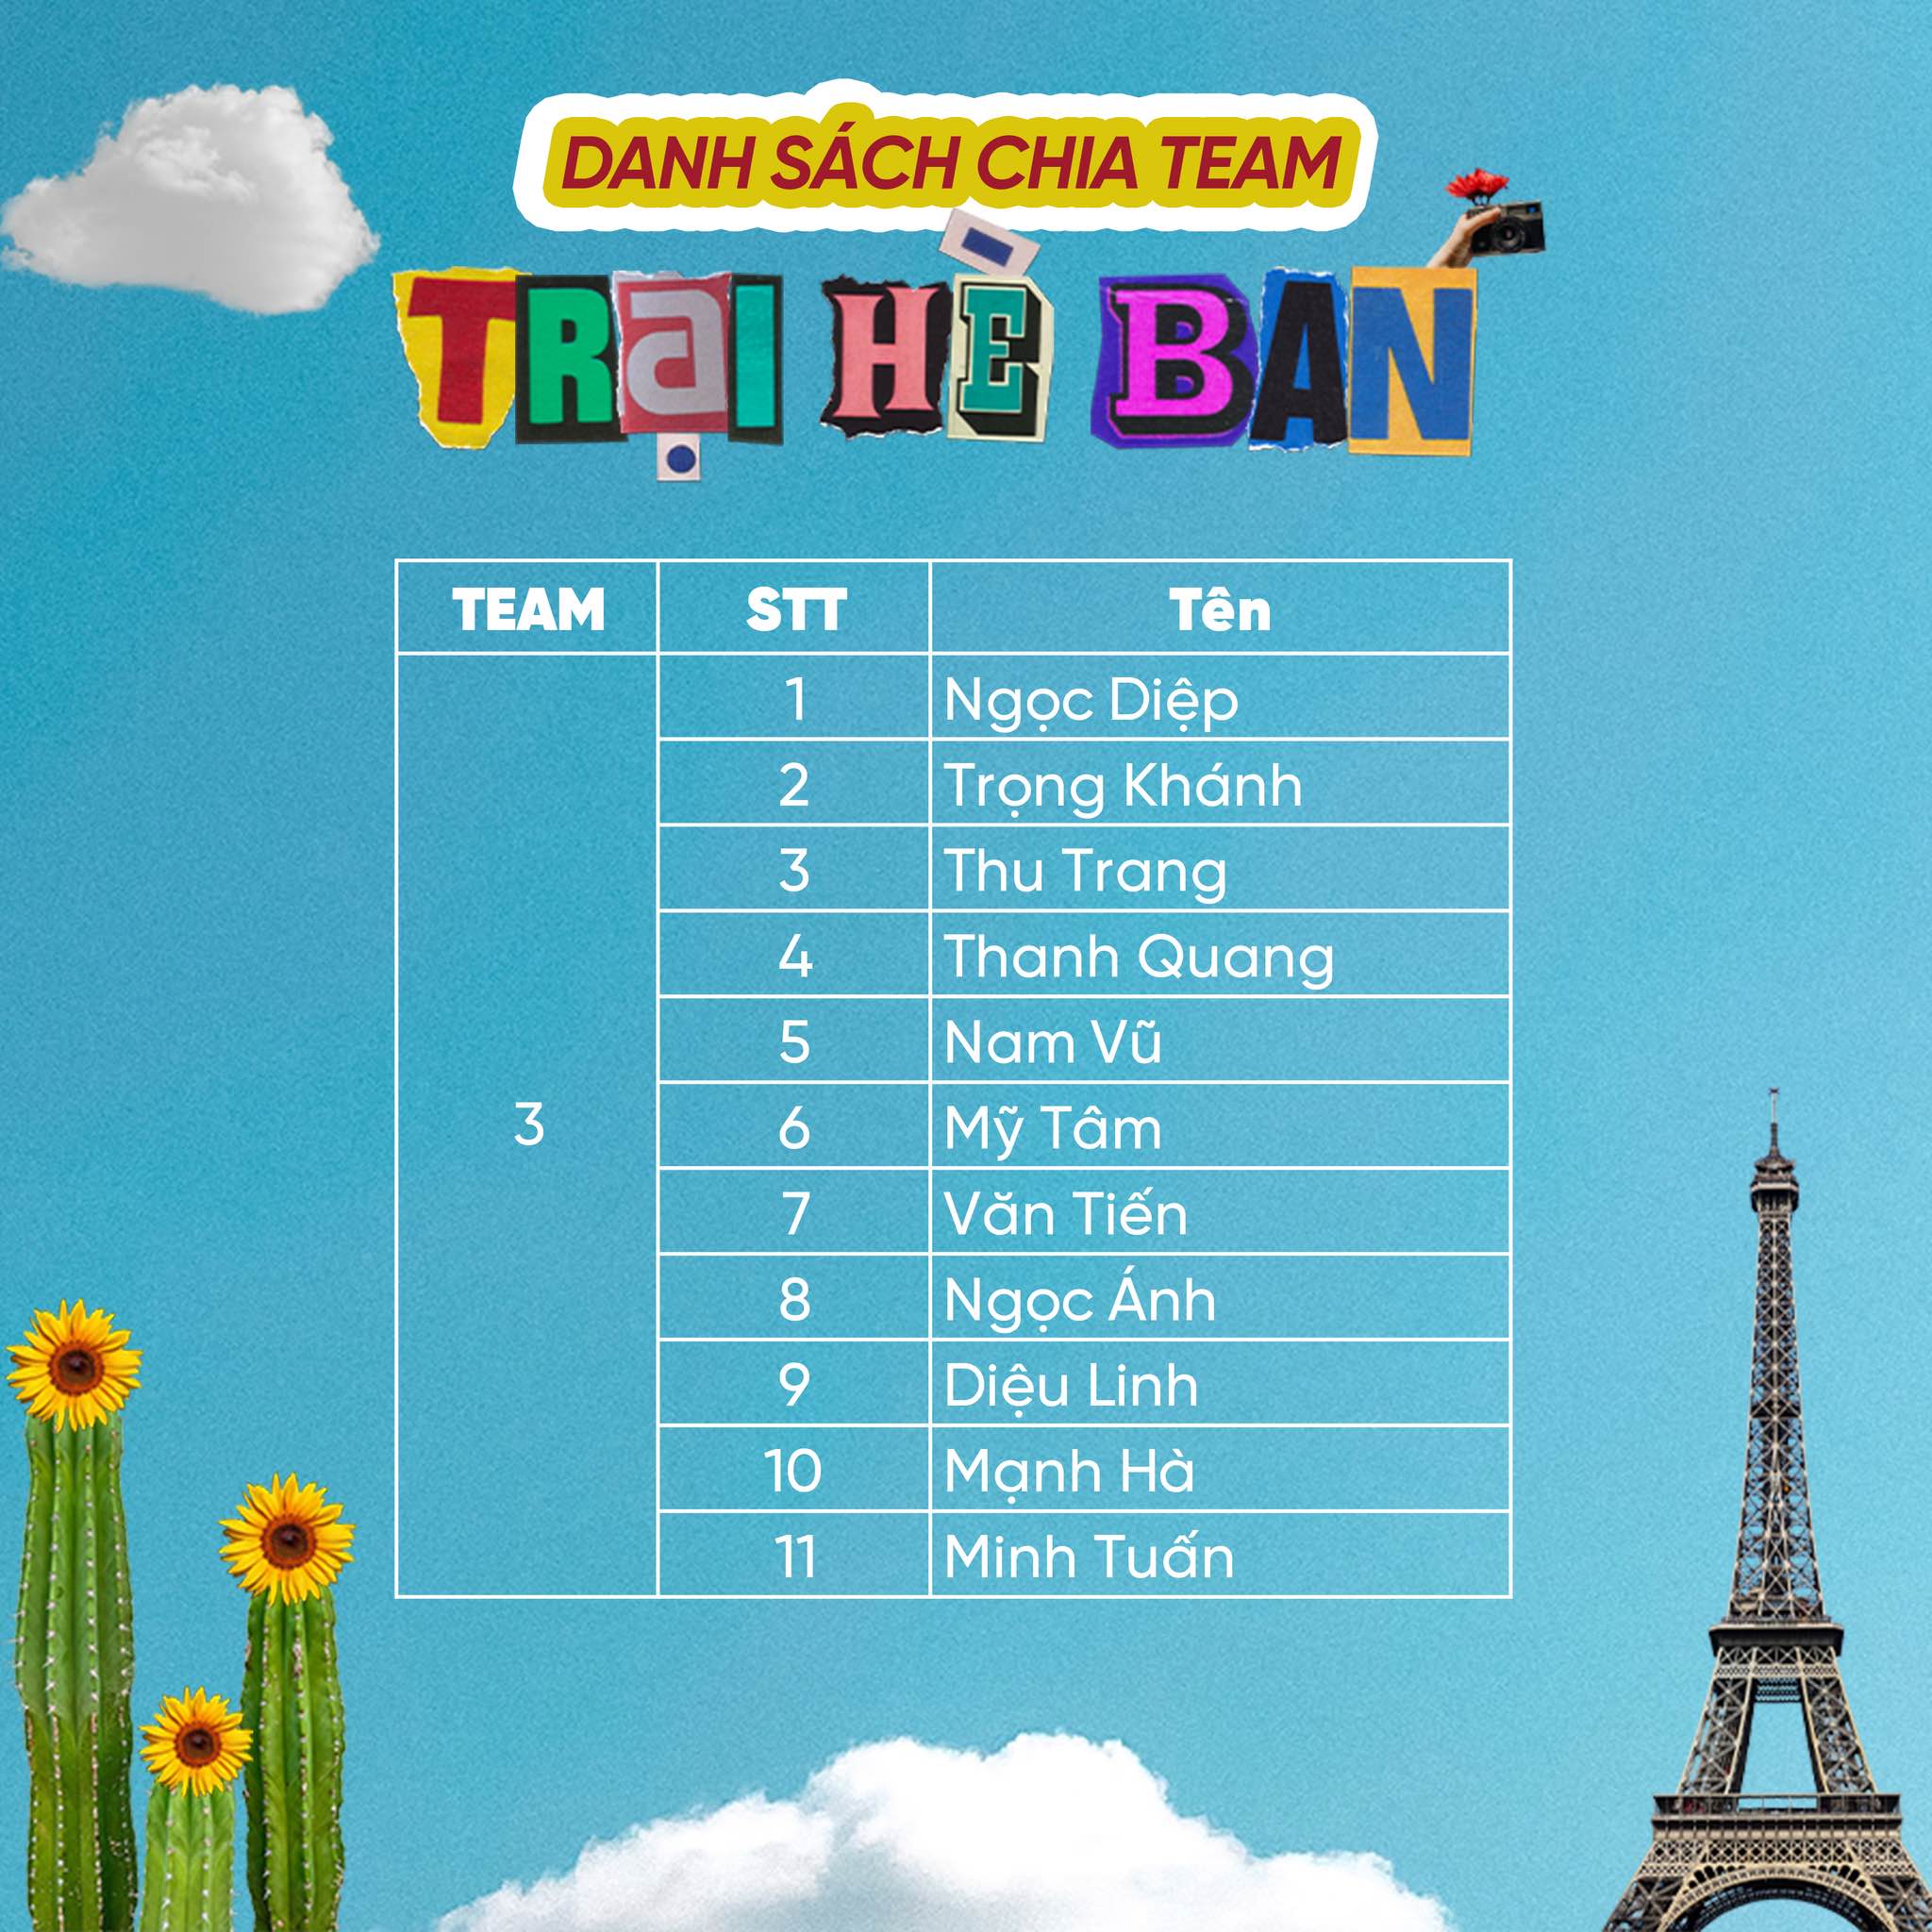 DANH SÁCH CHIA TEAM
TRạI HÈ BAN
TEAM STT Tên
3
1 Ngọc Diệp
2 Trọng Khánh
3 Thu Trang
4 Thanh Quang
5 Nam Vũ
6 Mỹ Tâm
7 Văn Tiến
8 Ngọc Ánh
9 Diệu Linh
10 Mạnh Hà
11 Minh Tuấn